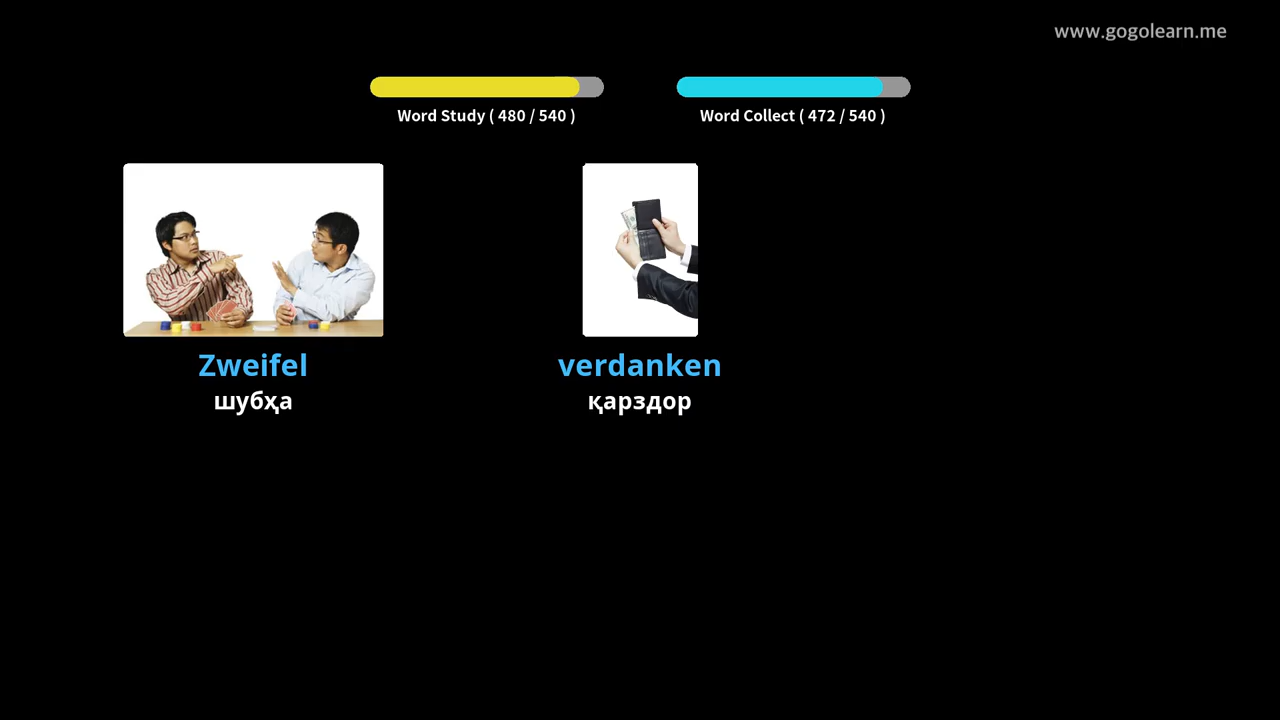 www.gogolearn.me
Word Study ( 480 / 540 )
Word Collect ( 472 / 540 )
Zweifel
шубҳа
verdanken
қарздор